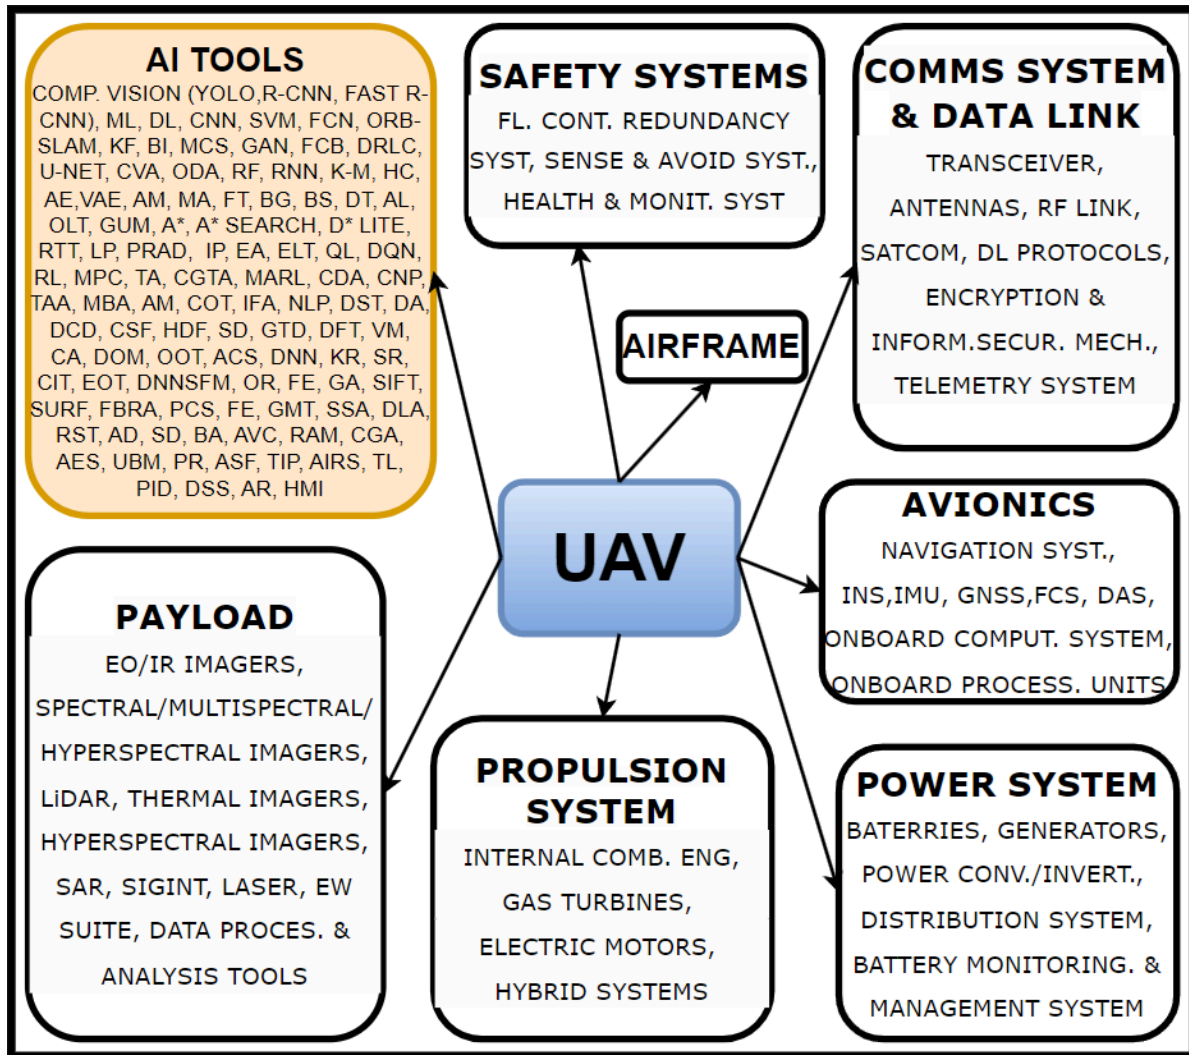 AI TOOLS
COMP. VISION (YOLO,R-CNN, FAST R-
CNN), ML, DL, CNN, SVM, FCN, ORB-
SLAM, KF, BI, MCS, GAN, FCB, DRLC,
U-NET, CVA, ODA, RF, RNN, K-M, HC,
AE,VAE, AM, MA, FT, BG, BS, DT, AL,
OLT, GUM, A*, A* SEARCH, D* LITE,
RTT, LP, PRAD, IP, EA, ELT, QL, DQN,
RL, MPC, TA, CGTA, MARL, CDA, CNP,
TAA, MBA, AM, COT, IFA, NLP, DST, DA,
DCD, CSF, HDF, SD, GTD, DFT, VM,
CA, DOM, OOT, ACS, DNN, KR, SR,
CIT, EOT, DNNSFM, OR, FE, GA, SIFT,
SURF, FBRA, PCS, FE, GMT, SSA, DLA,
RST, AD, SD, BA, AVC, RAM, CGA,
AES, UBM, PR, ASF, TIP, AIRS, TL,
PID, DSS, AR, HMI
SAFETY SYSTEMS
FL. CONT. REDUNDANCY
SYST, SENSE & AVOID SYST.,
HEALTH & MONIT. SYST
COMMS SYSTEM
& DATA LINK
TRANSCEIVER,
ANTENNAS, RF LINK,
SATCOM, DL PROTOCOLS,
ENCRYPTION &
INFORM.SECUR. MECH.,
TELEMETRY SYSTEM
AIRFRAME
UAV
AVIONICS
NAVIGATION SYST.,
INS,IMU, GNSS,FCS, DAS,
ONBOARD COMPUT. SYSTEM,
ONBOARD PROCESS. UNITS
PAYLOAD
EO/IR IMAGERS,
SPECTRAL/MULTISPECTRAL/
HYPERSPECTRAL IMAGERS,
LiDAR, THERMAL IMAGERS,
HYPERSPECTRAL IMAGERS,
SAR, SIGINT, LASER, EW
SUITE, DATA PROCES. &
ANALYSIS TOOLS
PROPULSION
SYSTEM
INTERNAL COMB. ENG,
GAS TURBINES,
ELECTRIC MOTORS,
HYBRID SYSTEMS
POWER SYSTEM
BATERRIES, GENERATORS,
POWER CONV./INVERT.,
DISTRIBUTION SYSTEM,
BATTERY MONITORING. &
MANAGEMENT SYSTEM